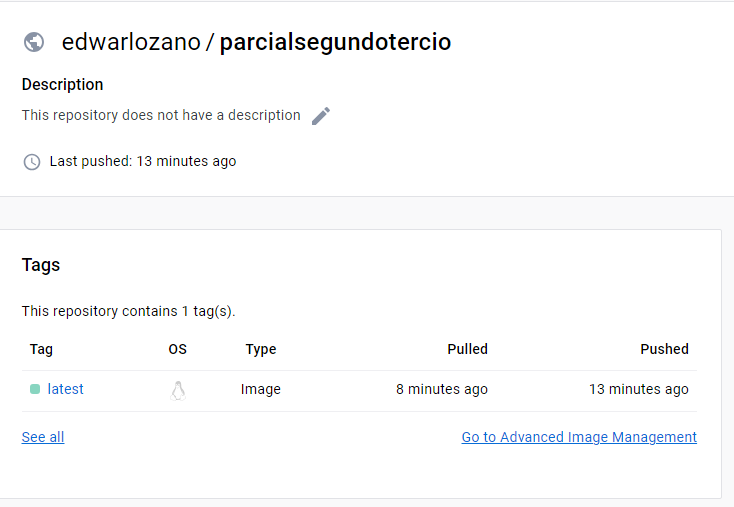 edwarlozano / parcialsegundotercio
Description
This repository does not have a description
Last pushed: 13 minutes ago
Tags
This repository contains 1 tag(s).
Tag OS Type Pulled Pushed
latest Image 8 minutes ago 13 minutes ago
See all Go to Advanced Image Management